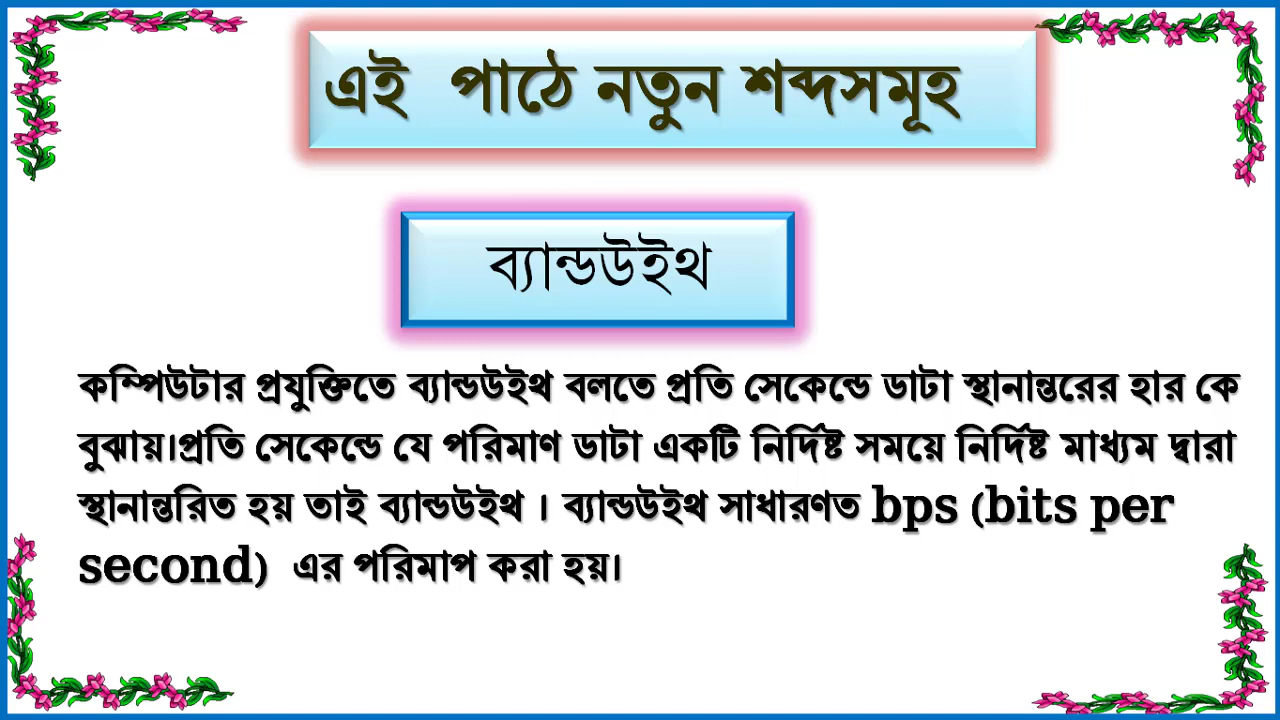 এই পাঠে নতুন শব্দসমূহ
ব্যান্ডউইথ
কম্পিউটার প্রযুক্তিতে ব্যান্ডউইথ বলতে প্রতি সেকেন্ডে ডাটা স্থানান্তরের হার কে
বুঝায়।প্রতি সেকেন্ডে যে পরিমাণ ডাটা একটি নির্দিষ্ট সময়ে নির্দিষ্ট মাধ্যম দ্বারা
স্থানান্তরিত হয় তাই ব্যান্ডউইথ । ব্যান্ডউইথ সাধারণত bps (bits per
second) এর পরিমাপ করা হয়।